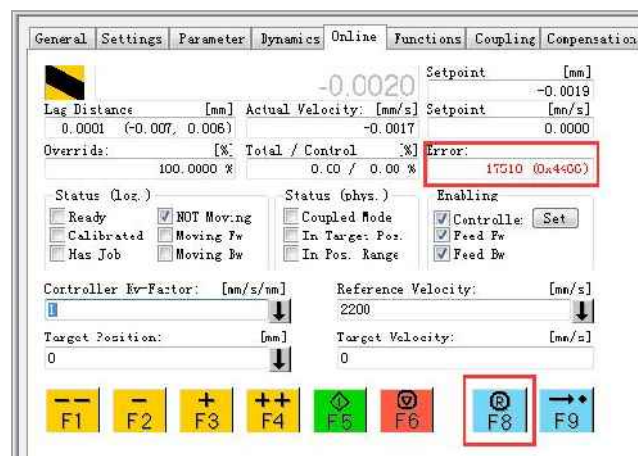 General Settings Parameter Dynamics Online Functions Coupling Compensation
-0.0020
Setpoint [mm]
-0.0019
Lag Distance [mm] Actual Velocity: [mm/s] Setpoint [mm/s]
0.0001 (-0.007, 0.006) -0.0017 0.0000
Override: [%] Total / Control [%] Error:
100.0000 % 0.00 / 0.00 % 17510 (0x4466)
Status (log.) Status (phys.) Enabling
Ready NOT Moving Coupled Mode Controller Set
Calibrated Moving Fw In Target Pos. Feed Fw
Has Job Moving Bw In Pos. Range Feed Bw
Controller Kv-Factor: [mm/s/mm] Reference Velocity: [mm/s]
1 2200
Target Position: [mm] Target Velocity: [mm/s]
0 0
-- - + ++ R
F1 F2 F3 F4 F5 F6 F8 F9